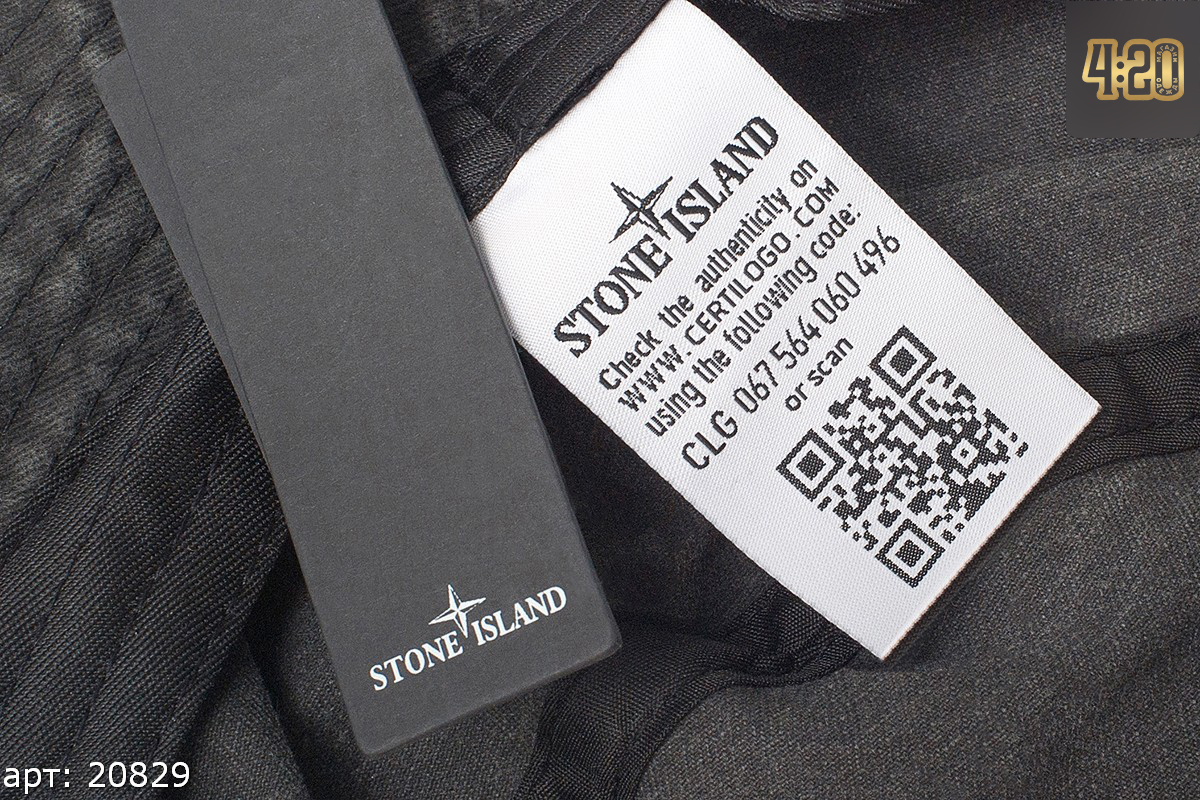 4:20
STONE ISLAND
Check the authenticity on
WWW.CERTILOGO.COM
using the following code:
CLG 067 564 060 496
or scan
STONE ISLAND
арт: 20829